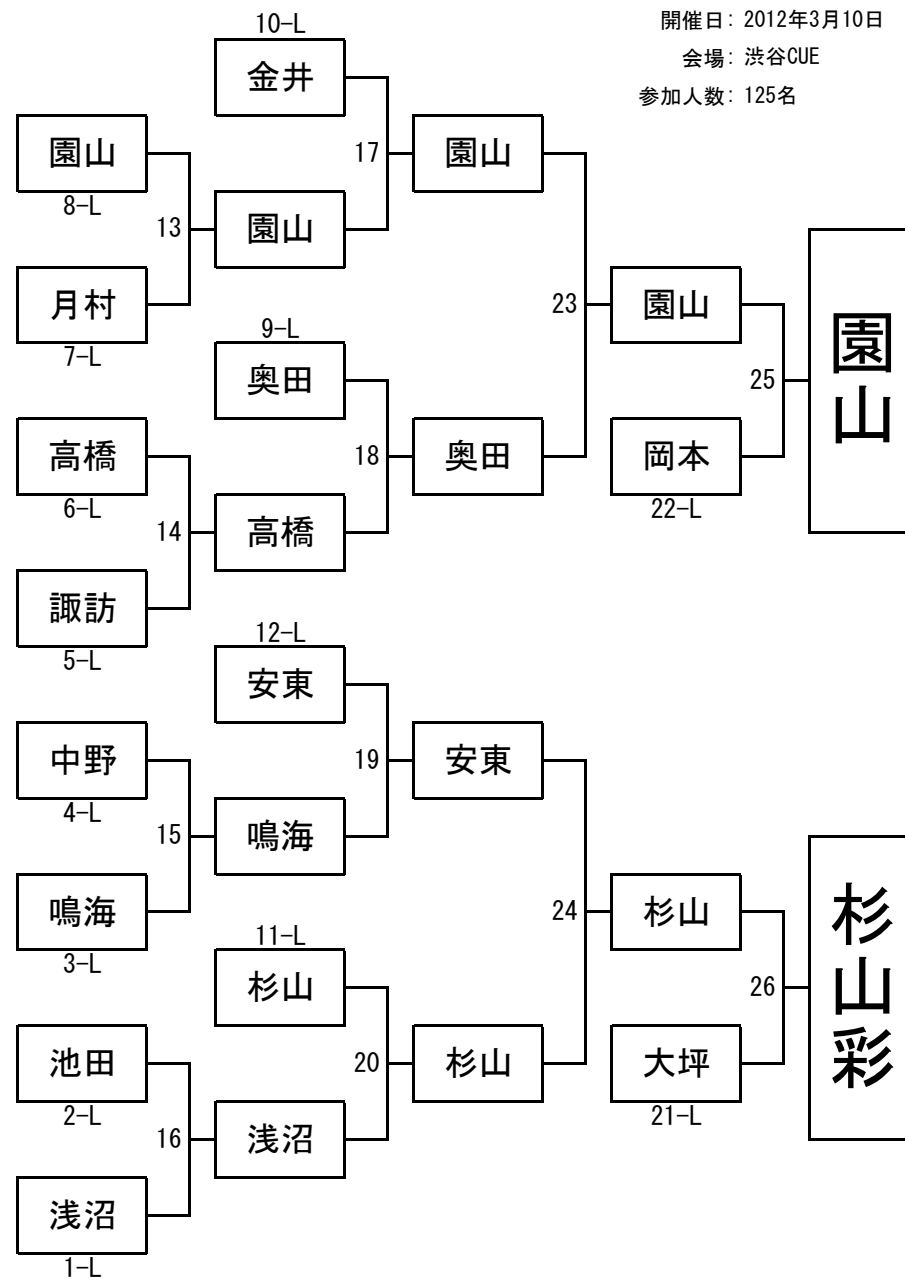 開催日: 2012年3月10日
会場: 渋谷CUE
参加人数: 125名
10-L
金井
園山
8-L
17
園山
13
園山
月村
7-L
23
園山
9-L
奥田
25
園山
高橋
6-L
18
奥田
岡本
22-L
14
高橋
諏訪
5-L
12-L
安東
中野
4-L
19
安東
15
鳴海
鳴海
3-L
24
杉山
11-L
杉山
26
杉山彩
池田
2-L
20
杉山
大坪
21-L
16
浅沼
浅沼
1-L